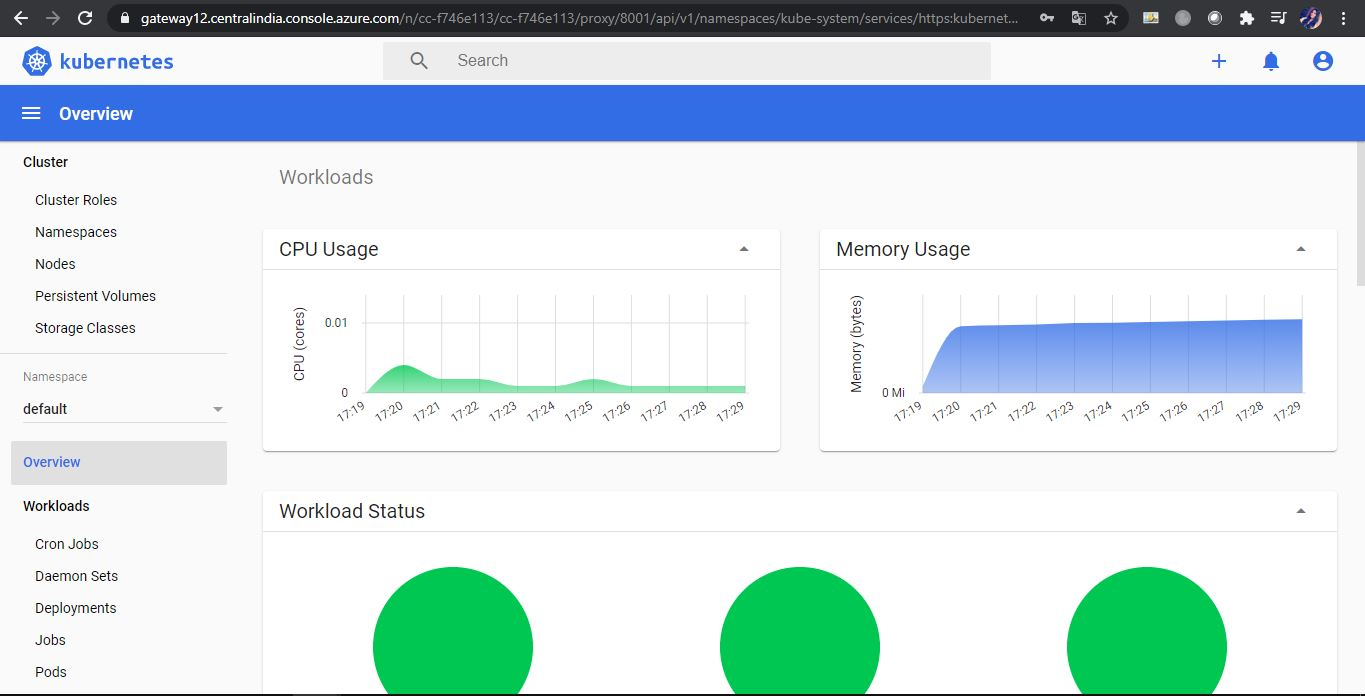 gateway12.centralindia.console.azure.com/n/cc-f746e113/cc-f746e113/proxy/8001/api/v1/namespaces/kube-system/services/https:kubernet...
kubernetes
Search
Overview
Cluster
Cluster Roles
Namespaces
Nodes
Persistent Volumes
Storage Classes
Namespace
default
Overview
Workloads
Cron Jobs
Daemon Sets
Deployments
Jobs
Pods
Workloads
CPU Usage
CPU (cores)
0.01
0
17:19 17:20 17:21 17:22 17:23 17:24 17:25 17:26 17:27 17:28 17:29
Memory Usage
Memory (bytes)
0 Mi
17:19 17:20 17:21 17:22 17:23 17:24 17:25 17:26 17:27 17:28 17:29
Workload Status